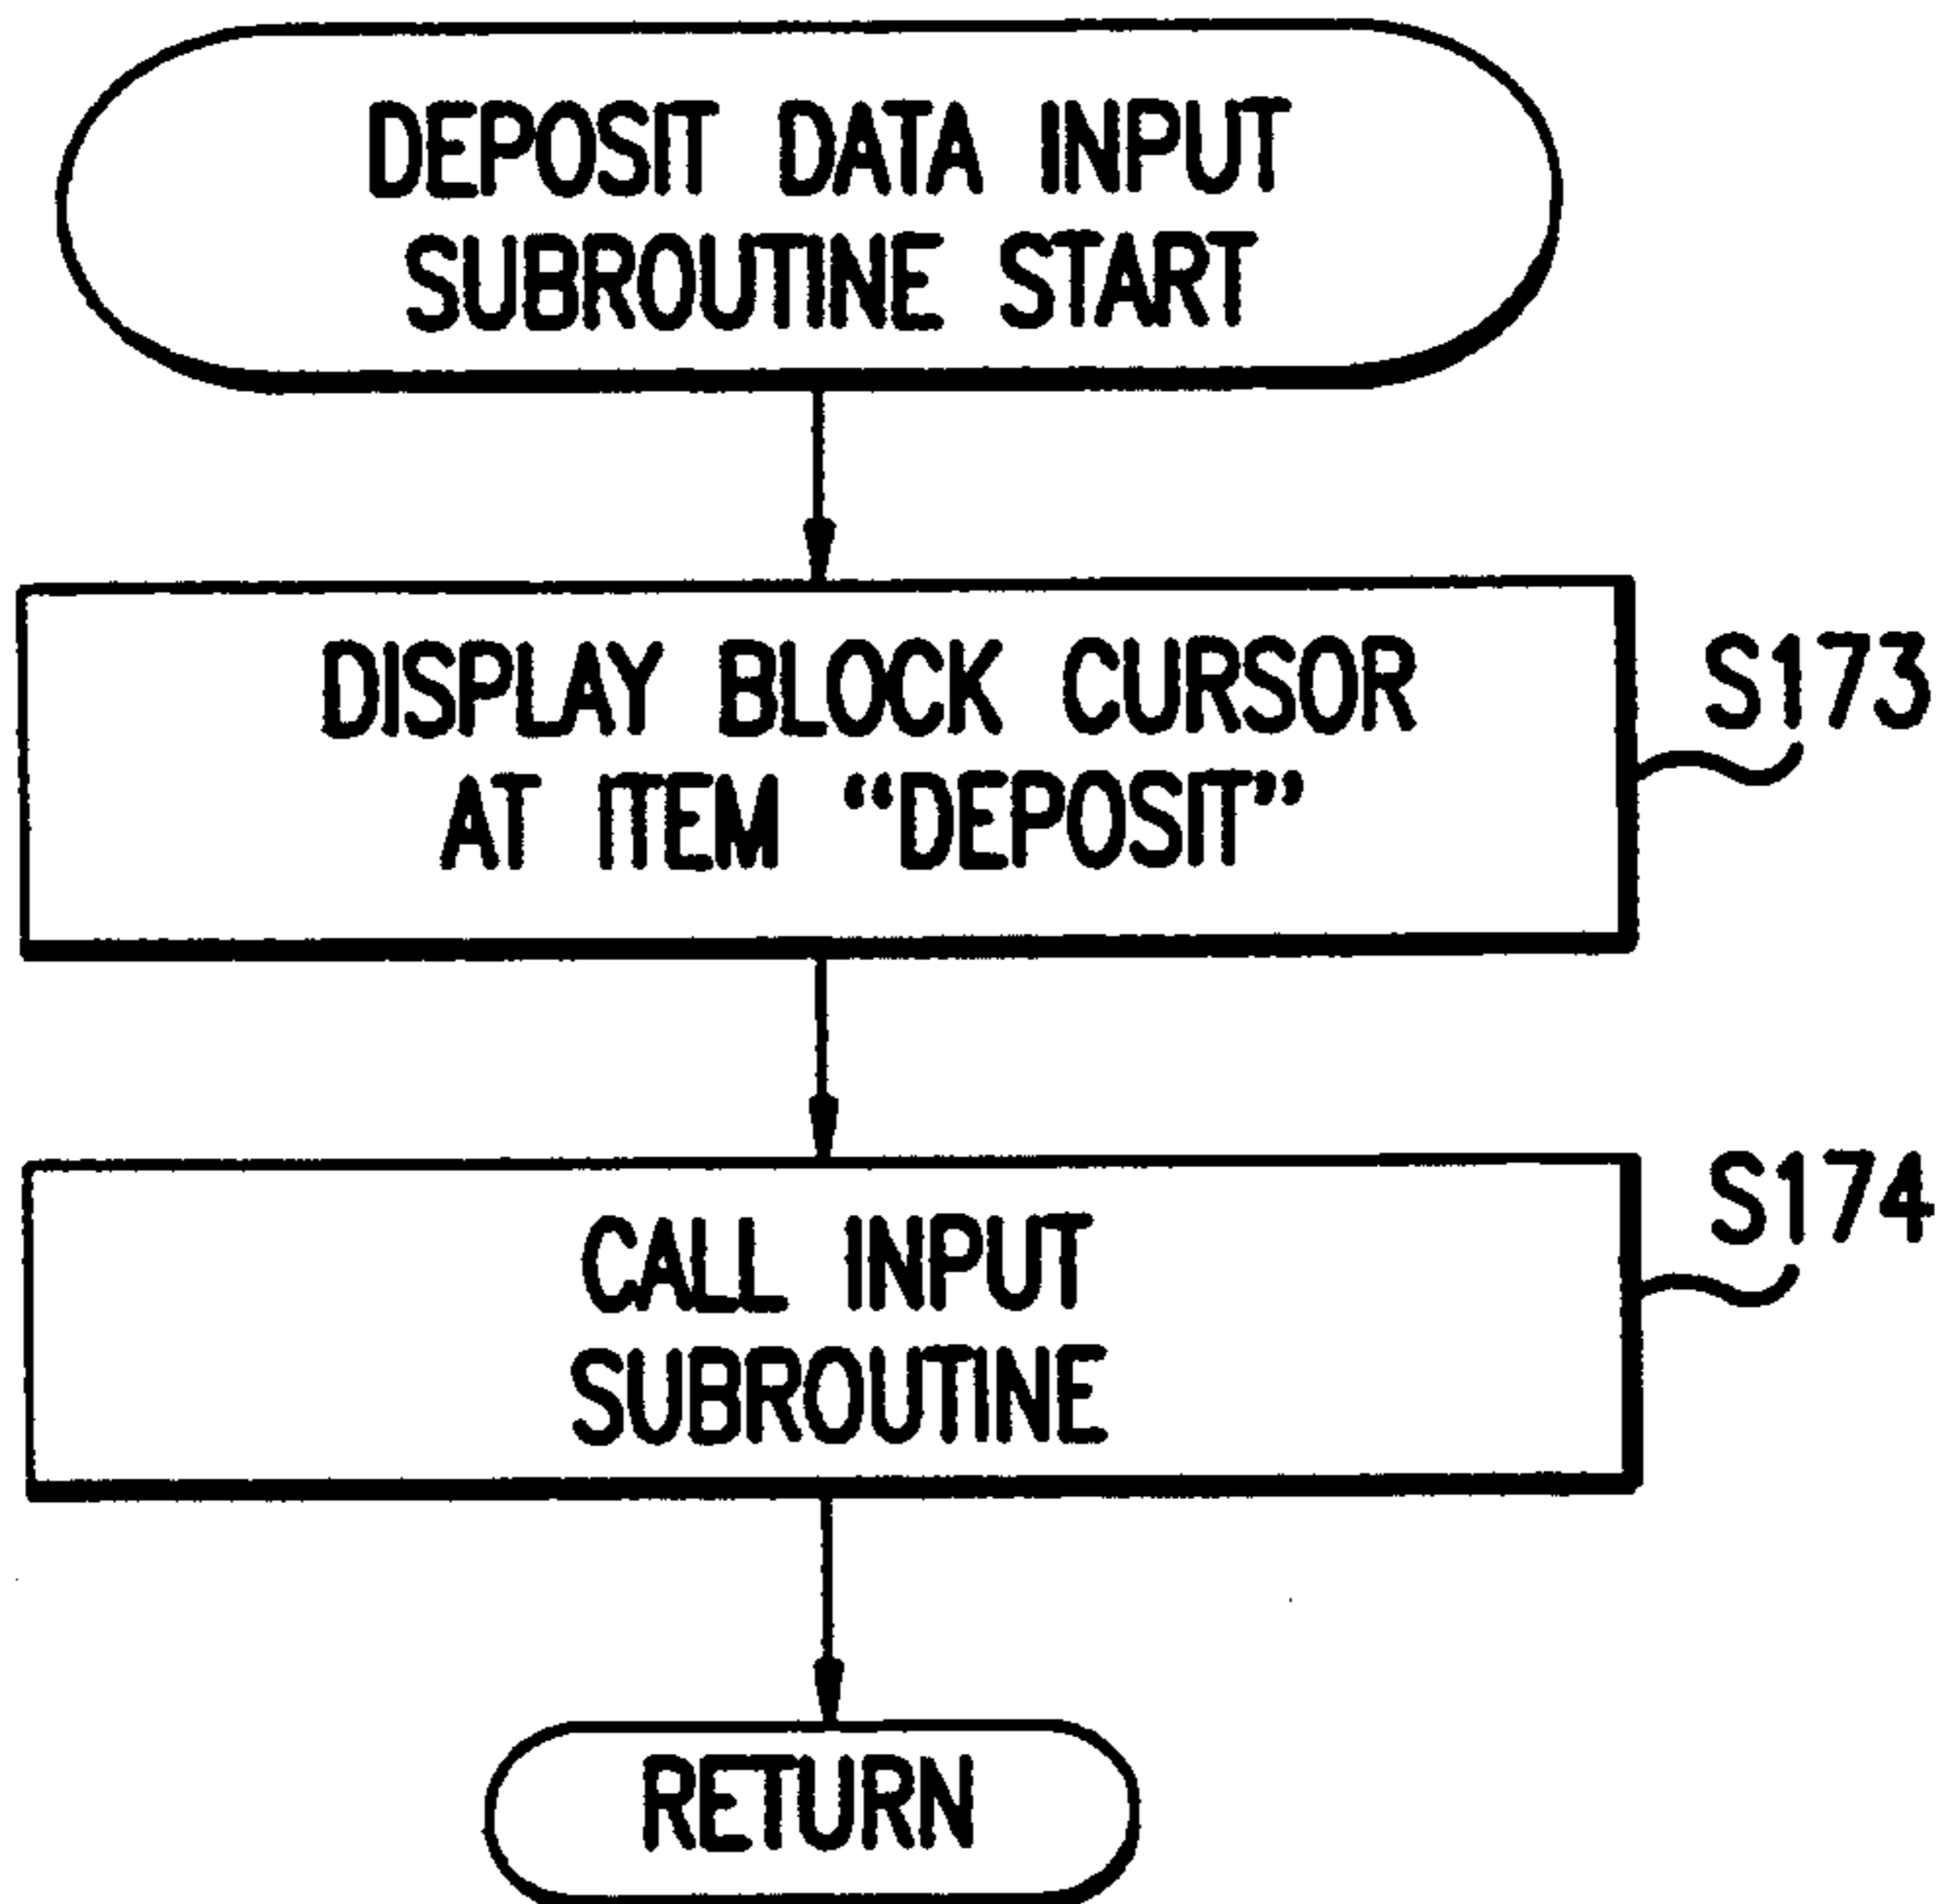 DEPOSIT DATA INPUT
SUBROUTINE START
DISPLAY BLOCK CURSOR
AT ITEM “DEPOSIT”
S173
CALL INPUT
SUBROUTINE
S174
RETURN